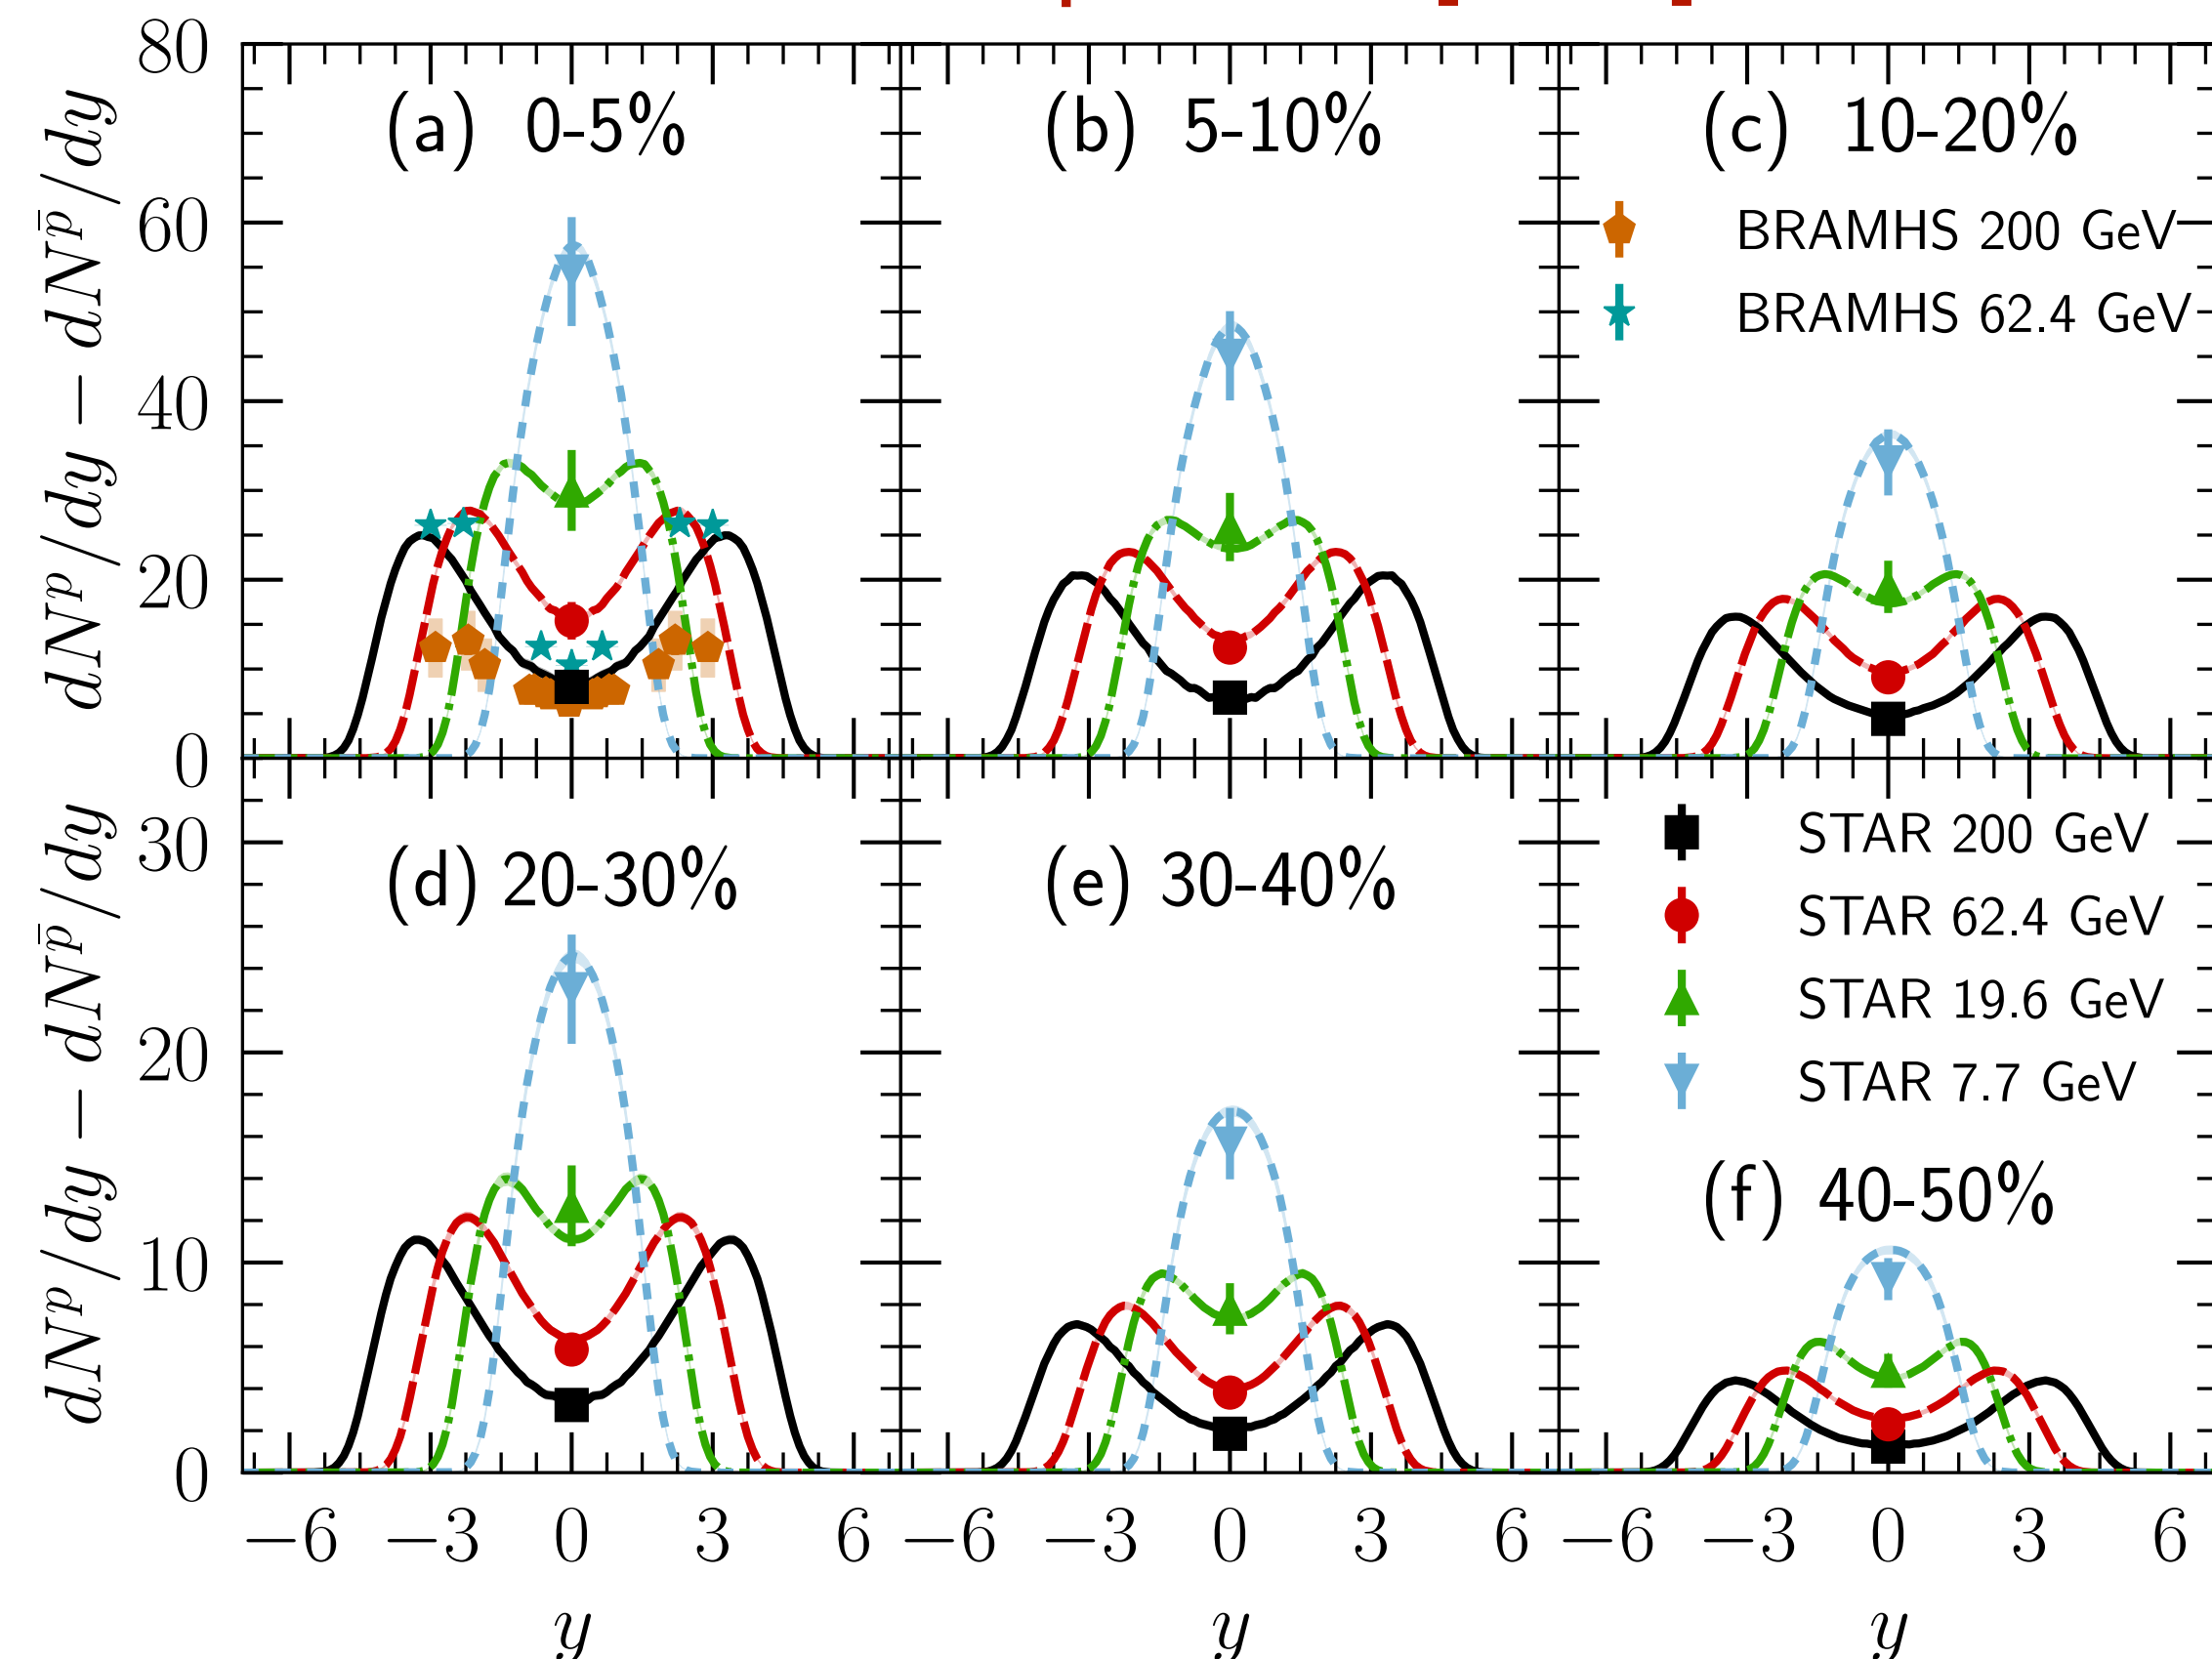 80
(a) 0-5%
(b) 5-10%
(c) 10-20%
60
BRAMHS 200 GeV
BRAMHS 62.4 GeV
40
20
0
dN^p/dy − dN^p̄/dy
30
(d) 20-30%
(e) 30-40%
STAR 200 GeV
STAR 62.4 GeV
STAR 19.6 GeV
STAR 7.7 GeV
(f) 40-50%
20
10
0
dN^p/dy − dN^p̄/dy
−6 −3 0 3 6 −6 −3 0 3 6 −6 −3 0 3 6
y y y